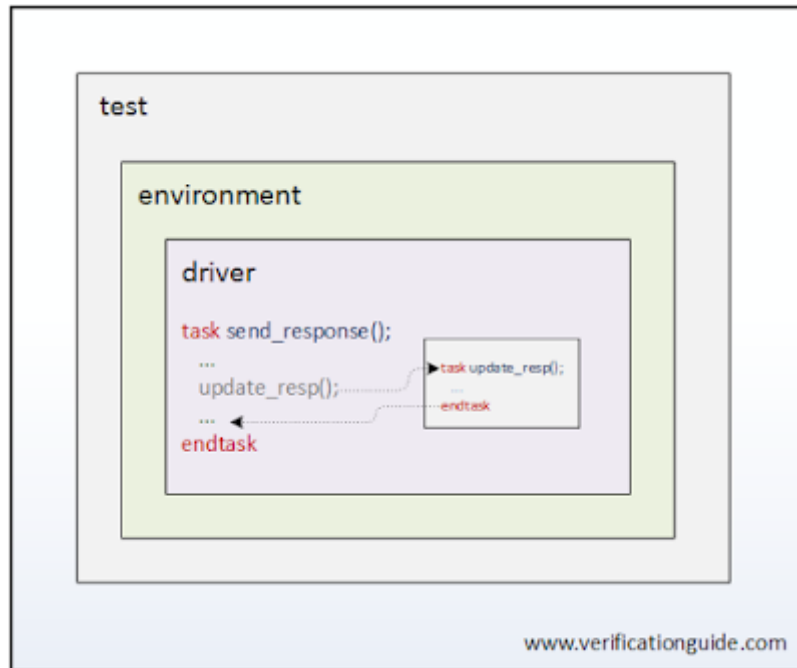 test
environment
driver
task send_response();
...
update_resp();
...
endtask
task update_resp();
...
endtask
www.verificationguide.com